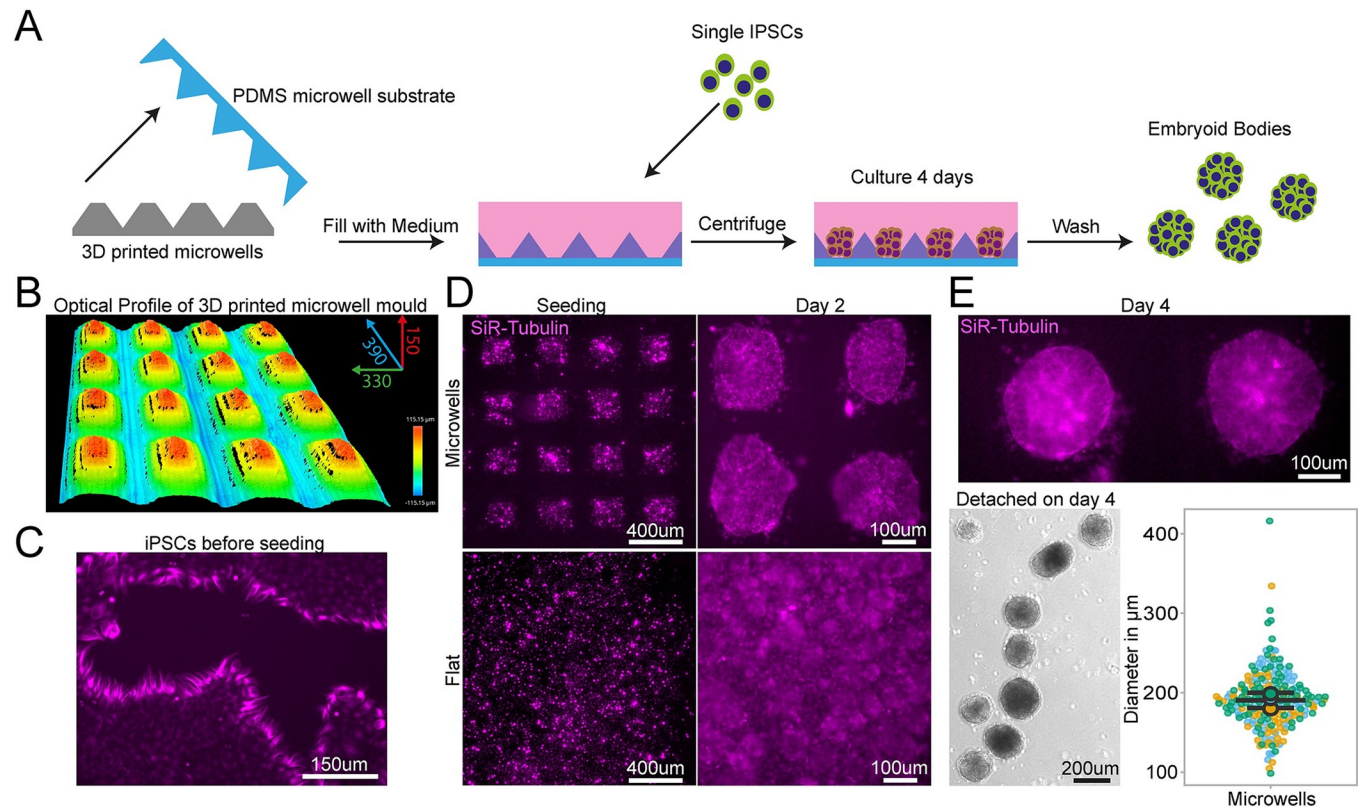 A
PDMS microwell substrate
3D printed microwells
Fill with Medium
Single IPSCs
Centrifuge
Culture 4 days
Wash
Embryoid Bodies
B
Optical Profile of 3D printed microwell mould
150
390
330
115.15 µm
-115.15 µm
C
iPSCs before seeding
150um
D
Seeding
Day 2
Microwells
SiR-Tubulin
400um
100um
Flat
400um
100um
E
Day 4
SiR-Tubulin
100um
Detached on day 4
200um
Diameter in µm
400
300
200
100
Microwells